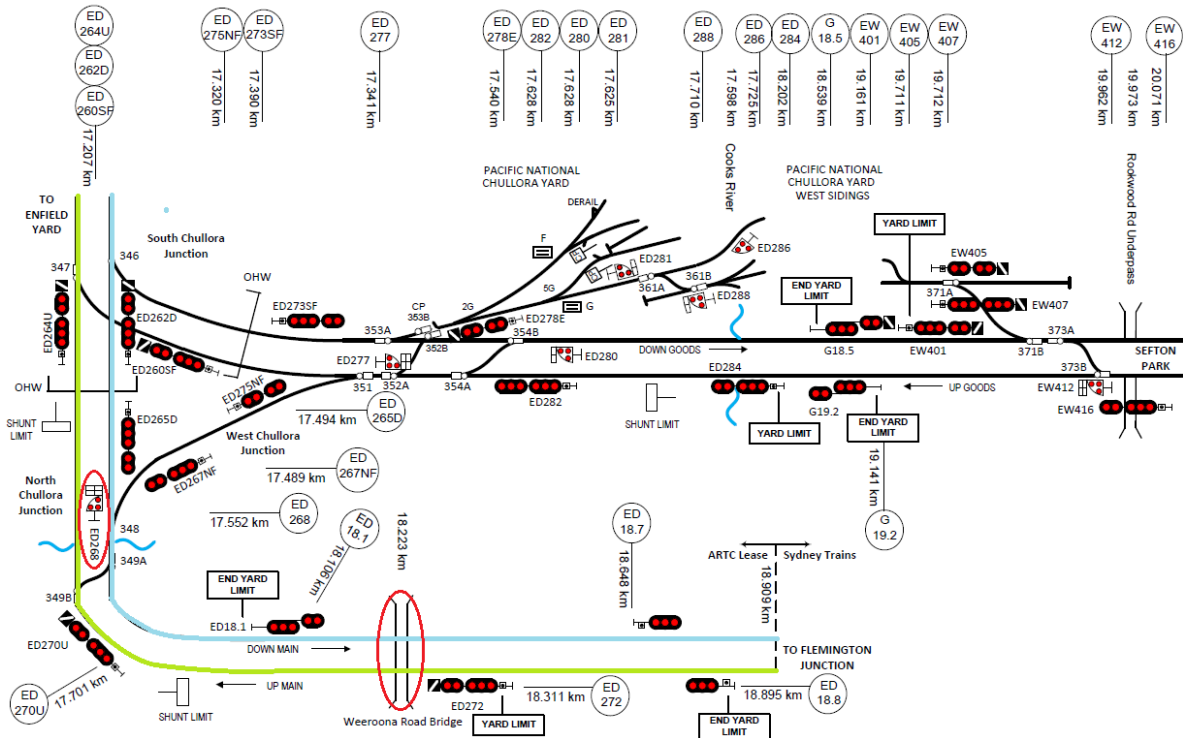 ED
264U
ED
262D
ED
260SF
17.207 km
ED
275NF
17.320 km
ED
273SF
17.390 km
ED
277
17.341 km
ED
278E
17.540 km
ED
282
17.628 km
ED
280
17.628 km
ED
281
17.625 km
ED
288
17.710 km
17.598 km
ED
286
17.725 km
ED
284
18.202 km
G
18.5
18.539 km
EW
401
19.161 km
EW
405
19.711 km
EW
407
19.712 km
EW
412
19.962 km
19.973 km
EW
416
20.071 km
TO
ENFIELD
YARD
South Chullora
Junction
PACIFIC NATIONAL
CHULLORA YARD
DERAIL
Cooks River
PACIFIC NATIONAL
CHULLORA YARD
WEST SIDINGS
YARD LIMIT
Rookwood Rd Underpass
346
347
OHW
F
ED286
ED281
EW405
ED264U
ED262D
ED273SF
CP
353B
2G
5G
G
361A
361B
ED288
END YARD
LIMIT
371A
EW407
ED278E
353A
352B
354B
ED260SF
ED277
ED280
DOWN GOODS
G18.5
EW401
371B
373A
SEFTON
PARK
OHW
ED275NF
351
352A
354A
ED282
ED284
UP GOODS
373B
EW412
EW416
SHUNT
LIMIT
ED265D
17.494 km
ED
265D
SHUNT LIMIT
YARD LIMIT
G19.2
END YARD
LIMIT
19.141 km
West Chullora
Junction
ED267NF
17.489 km
ED
267NF
North
Chullora
Junction
ED268
348
17.552 km
ED
268
ED
18.1
18.106 km
18.223 km
ED
18.7
18.648 km
G
19.2
ARTC Lease
Sydney Trains
18.909 km
349A
349B
END YARD
LIMIT
ED18.1
DOWN MAIN
TO FLEMINGTON
JUNCTION
ED270U
ED
270U
17.701 km
SHUNT LIMIT
UP MAIN
Weeroona Road Bridge
ED272
YARD LIMIT
18.311 km
ED
272
END YARD
LIMIT
18.895 km
ED
18.8